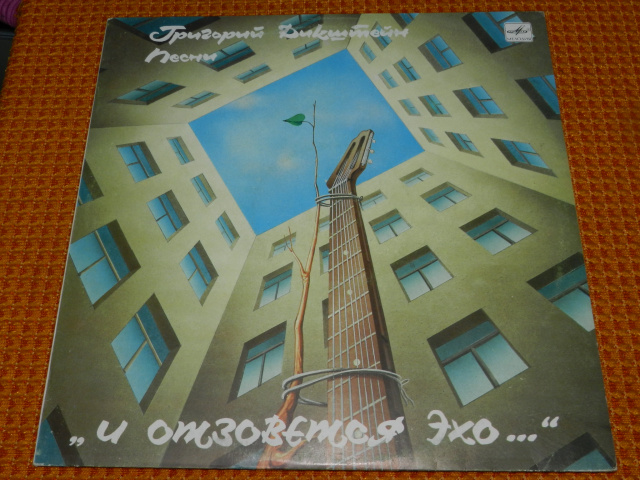 Григорий Дикштейн
Песни
„и отзовется эхо..."